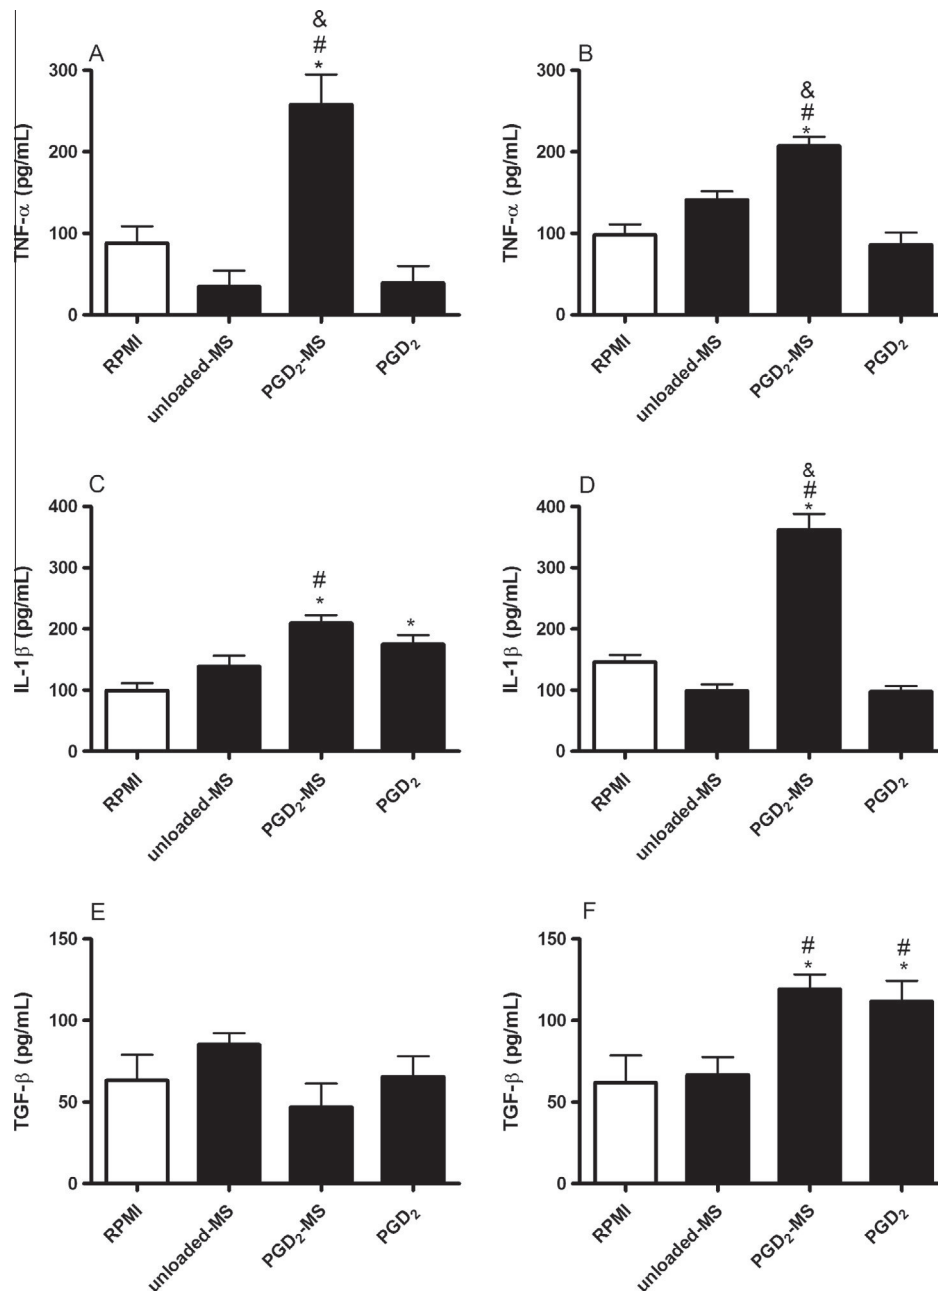 A
&
#
*
300
200
100
0
TNF-α (pg/mL)
RPMI
unloaded-MS
PGD₂-MS
PGD₂
B
&
#
*
300
200
100
0
TNF-α (pg/mL)
RPMI
unloaded-MS
PGD₂-MS
PGD₂
C
#
*
*
400
300
200
100
0
IL-1β (pg/mL)
RPMI
unloaded-MS
PGD₂-MS
PGD₂
D
&
#
*
400
300
200
100
0
IL-1β (pg/mL)
RPMI
unloaded-MS
PGD₂-MS
PGD₂
E
150
100
50
0
TGF-β (pg/mL)
RPMI
unloaded-MS
PGD₂-MS
PGD₂
F
#
*
#
*
150
100
50
0
TGF-β (pg/mL)
RPMI
unloaded-MS
PGD₂-MS
PGD₂